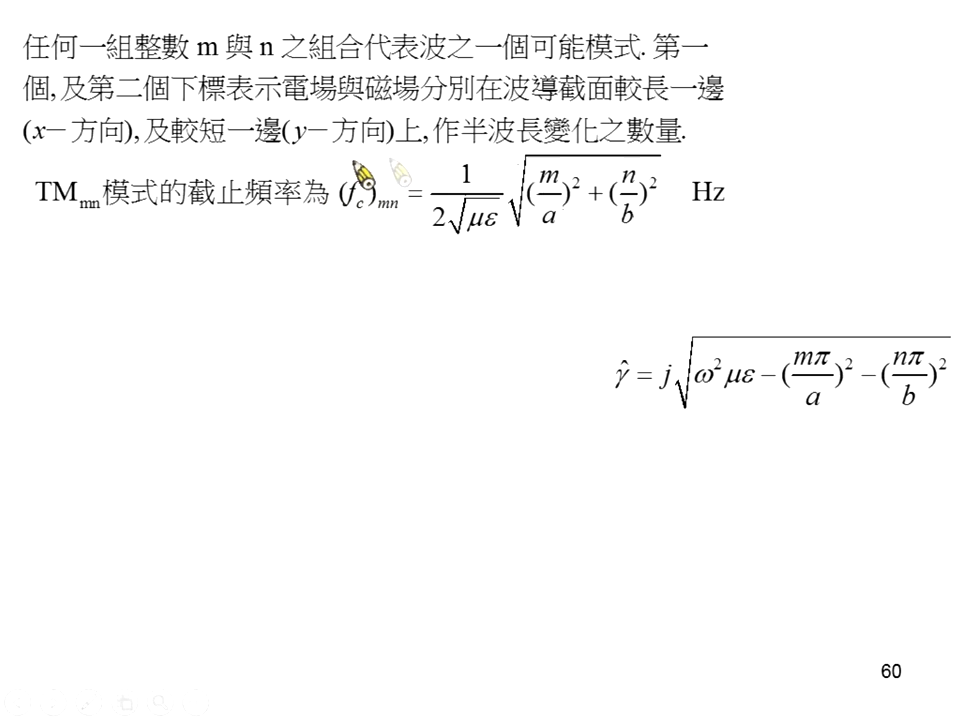 任何一組整數 m 與 n 之組合代表波之一個可能模式. 第一
個, 及第二個下標表示電場與磁場分別在波導截面較長一邊
(x－方向), 及較短一邊(y－方向)上, 作半波長變化之數量.
TMmn模式的截止頻率為 (fc)mn = 1/(2√(με)) √((m/a)² + (n/b)²) Hz
γ̂ = j√(ω²με − (mπ/a)² − (nπ/b)²)
60